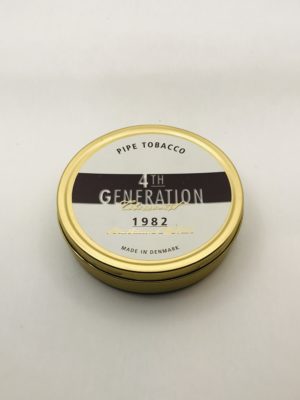 PIPE TOBACCO
4TH
GENERATION
1982
MADE IN DENMARK